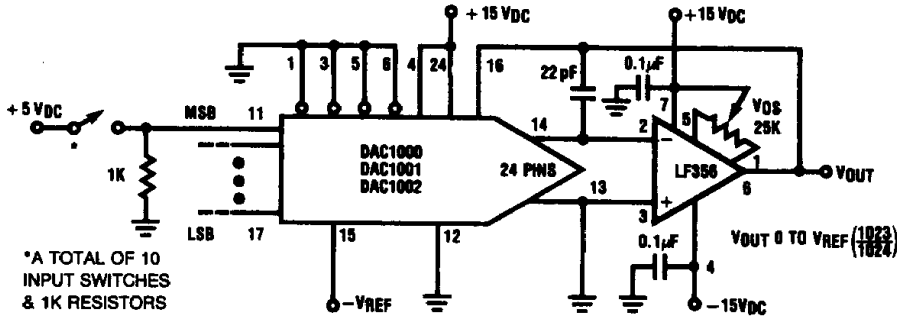 +15 VDC
+15 VDC
1 3 5 6 4 24 16
22 pF
0.1µF
7
VOS
25K
5
+5 VDC
MSB
11
14
2
−
*
DAC1000
DAC1001
DAC1002
24 PINS
LF356
1
6
VOUT
1K
13
+
3
LSB
17
15
12
0.1µF
4
VOUT 0 TO VREF (1023/1024)
*A TOTAL OF 10
INPUT SWITCHES
& 1K RESISTORS
−VREF
−15VDC